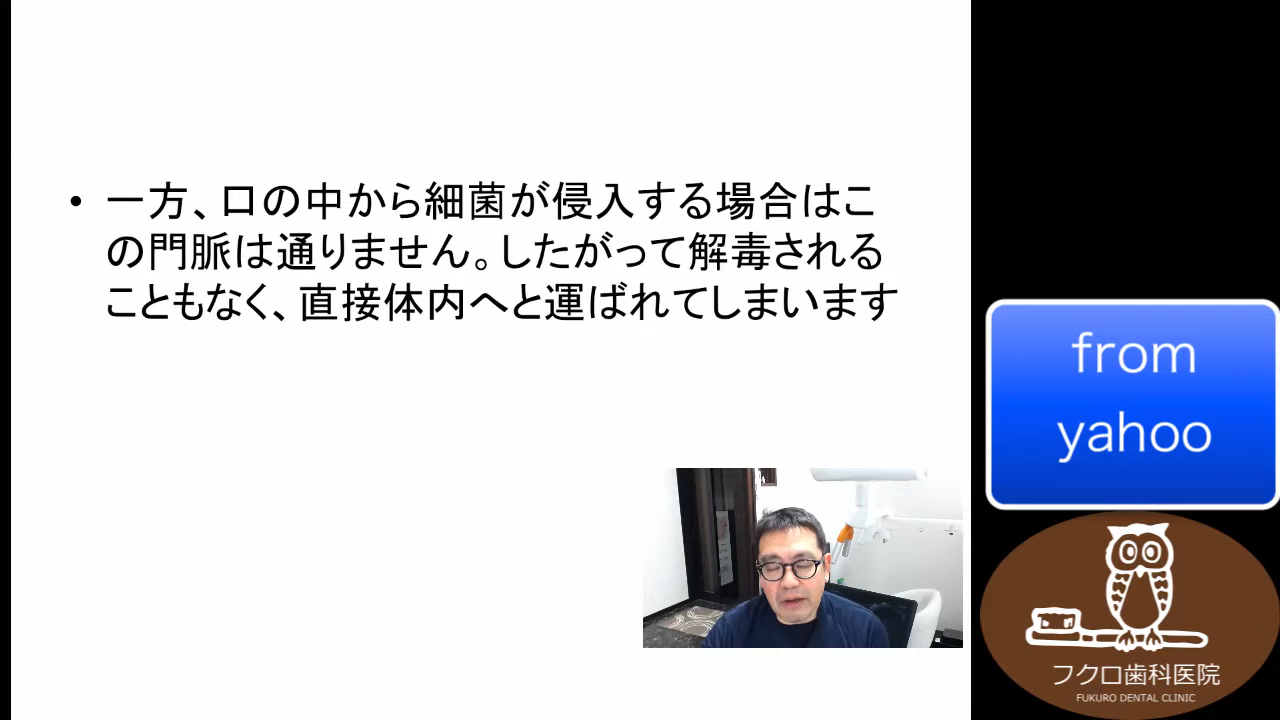 • 一方、口の中から細菌が侵入する場合はこ
の門脈は通りません。したがって解毒される
こともなく、直接体内へと運ばれてしまいます
from
yahoo
フクロ歯科医院
FUKURO DENTAL CLINIC